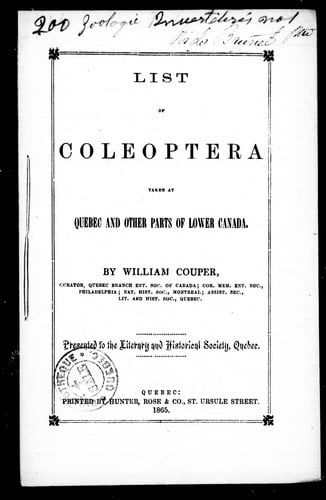 200 Zoologie Invertébrés
LIST
OF
COLEOPTERA
TAKEN AT
QUEBEC AND OTHER PARTS OF LOWER CANADA.
BY WILLIAM COUPER,
CURATOR, QUEBEC BRANCH ENT. SOC. OF CANADA; COR. MEM. ENT. SOC.,
PHILADELPHIA; NAT. HIST. SOC., MONTREAL; ASSIST. SEC.,
LIT. AND HIST. SOC., QUEBEC.
Presented to the Literary and Historical Society, Quebec.
QUEBEC:
PRINTED BY HUNTER, ROSE & CO., ST. URSULE STREET.
1865.
QUEBEC